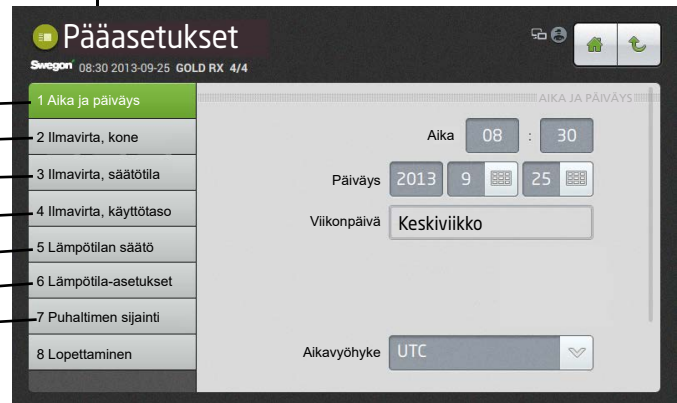 Pääasetukset
Swegon 08:30 2013-09-25 GOLD RX 4/4
1 Aika ja päiväys
AIKA JA PÄIVÄYS
2 Ilmavirta, kone
Aika 08 : 30
3 Ilmavirta, säätötila
Päiväys 2013 9 25
4 Ilmavirta, käyttötaso
Viikonpäivä Keskiviikko
5 Lämpötilan säätö
6 Lämpötila-asetukset
7 Puhaltimen sijainti
8 Lopettaminen
Aikavyöhyke UTC